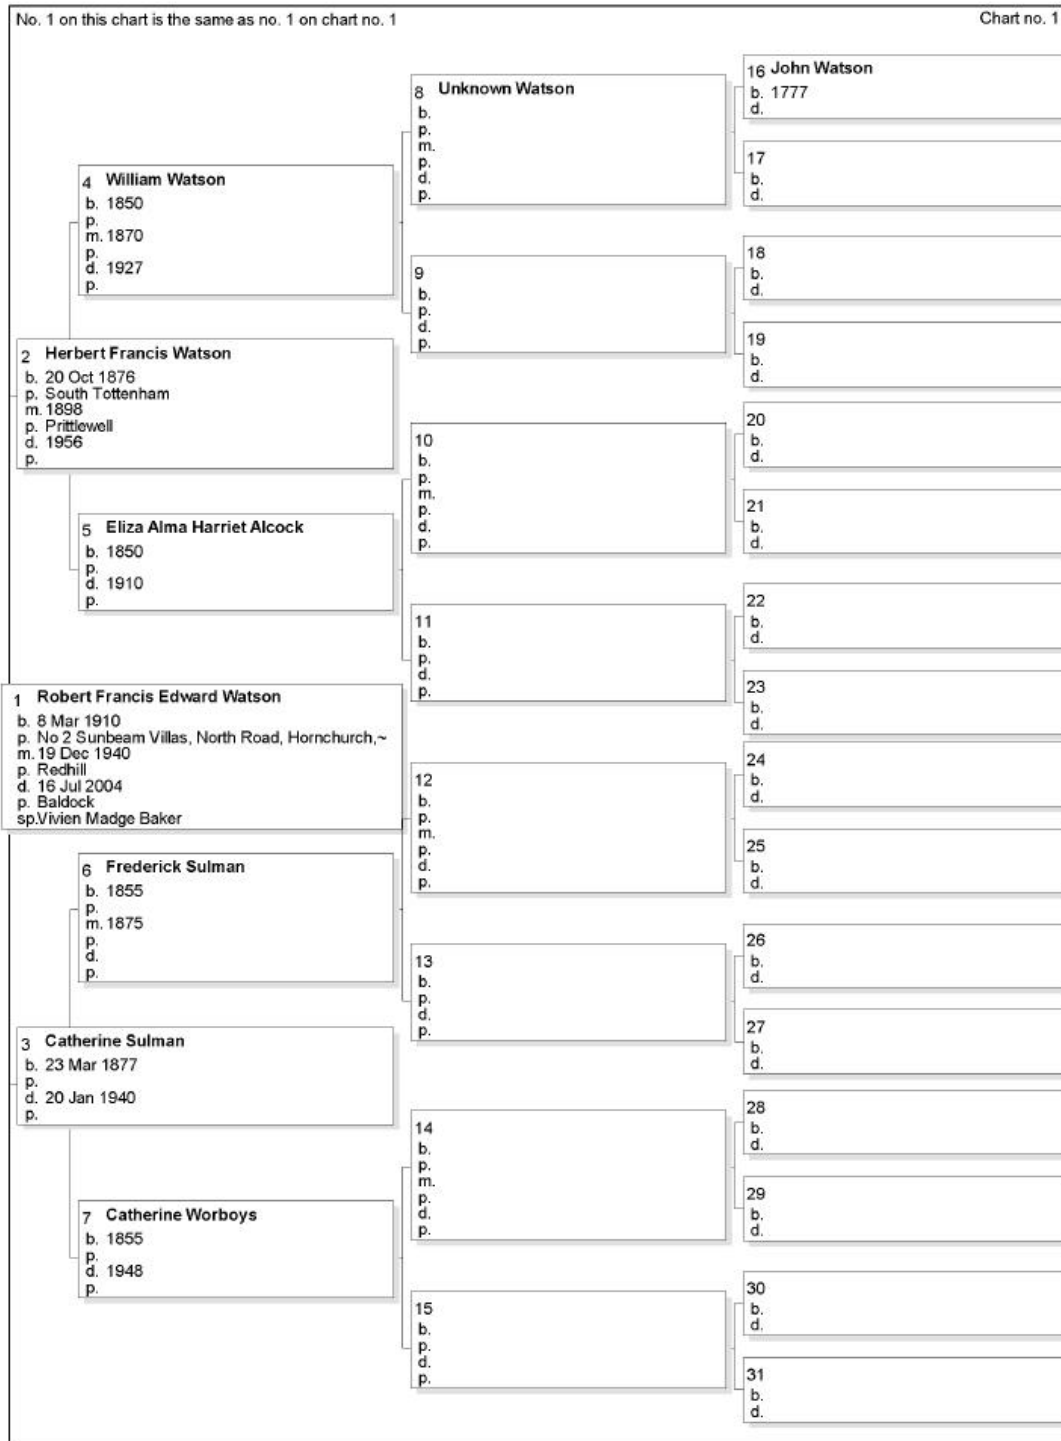 No. 1 on this chart is the same as no. 1 on chart no. 1
Chart no. 1
16 John Watson
b. 1777
d.
8 Unknown Watson
b.
p.
m.
p.
d.
p.
17
b.
d.
4 William Watson
b. 1850
p.
m. 1870
p.
d. 1927
p.
18
b.
d.
9
b.
p.
d.
p.
19
b.
d.
2 Herbert Francis Watson
b. 20 Oct 1876
p. South Tottenham
m. 1898
p. Prittlewell
d. 1956
p.
20
b.
d.
10
b.
p.
m.
p.
d.
p.
21
b.
d.
5 Eliza Alma Harriet Alcock
b. 1850
p.
d. 1910
p.
22
b.
d.
11
b.
p.
d.
p.
23
b.
d.
1 Robert Francis Edward Watson
b. 8 Mar 1910
p. No 2 Sunbeam Villas, North Road, Hornchurch,~
m. 19 Dec 1940
p. Redhill
d. 16 Jul 2004
p. Baldock
sp. Vivien Madge Baker
24
b.
d.
12
b.
p.
m.
p.
d.
p.
25
b.
d.
6 Frederick Sulman
b. 1855
p.
m. 1875
p.
d.
p.
26
b.
d.
13
b.
p.
d.
p.
27
b.
d.
3 Catherine Sulman
b. 23 Mar 1877
p.
d. 20 Jan 1940
p.
28
b.
d.
14
b.
p.
m.
p.
d.
p.
29
b.
d.
7 Catherine Worboys
b. 1855
p.
d. 1948
p.
30
b.
d.
15
b.
p.
d.
p.
31
b.
d.